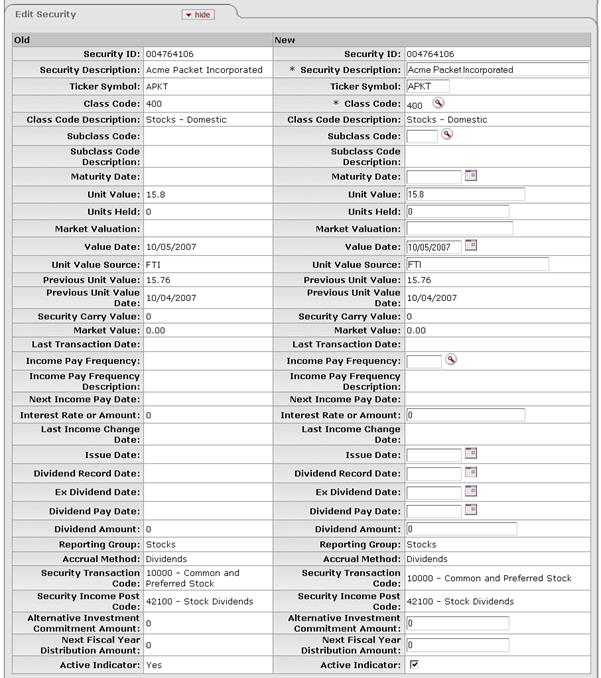 Edit Security
hide
Old New
Security ID: 004764106 Security ID: 004764106
Security Description: Acme Packet Incorporated * Security Description: Acme Packet Incorporated
Ticker Symbol: APKT Ticker Symbol: APKT
Class Code: 400 * Class Code: 400
Class Code Description: Stocks - Domestic Class Code Description: Stocks - Domestic
Subclass Code: Subclass Code:
Subclass Code Subclass Code
Description: Description:
Maturity Date: Maturity Date:
Unit Value: 15.8 Unit Value: 15.8
Units Held: 0 Units Held: 0
Market Valuation: Market Valuation:
Value Date: 10/05/2007 Value Date: 10/05/2007
Unit Value Source: FTI Unit Value Source: FTI
Previous Unit Value: 15.76 Previous Unit Value: 15.76
Previous Unit Value Previous Unit Value
Date: 10/04/2007 Date: 10/04/2007
Security Carry Value: 0 Security Carry Value: 0
Market Value: 0.00 Market Value: 0.00
Last Transaction Date: Last Transaction Date:
Income Pay Frequency: Income Pay Frequency:
Income Pay Frequency Income Pay Frequency
Description: Description:
Next Income Pay Date: Next Income Pay Date:
Interest Rate or Amount: 0 Interest Rate or Amount: 0
Last Income Change Last Income Change
Date: Date:
Issue Date: Issue Date:
Dividend Record Date: Dividend Record Date:
Ex Dividend Date: Ex Dividend Date:
Dividend Pay Date: Dividend Pay Date:
Dividend Amount: 0 Dividend Amount: 0
Reporting Group: Stocks Reporting Group: Stocks
Accrual Method: Dividends Accrual Method: Dividends
Security Transaction 10000 - Common and Security Transaction
Code: Preferred Stock Code: 10000 - Common and Preferred Stock
Security Income Post Security Income Post
Code: 42100 - Stock Dividends Code: 42100 - Stock Dividends
Alternative Investment Alternative Investment
Commitment Amount: 0 Commitment Amount: 0
Next Fiscal Year Next Fiscal Year
Distribution Amount: 0 Distribution Amount: 0
Active Indicator: Yes Active Indicator: